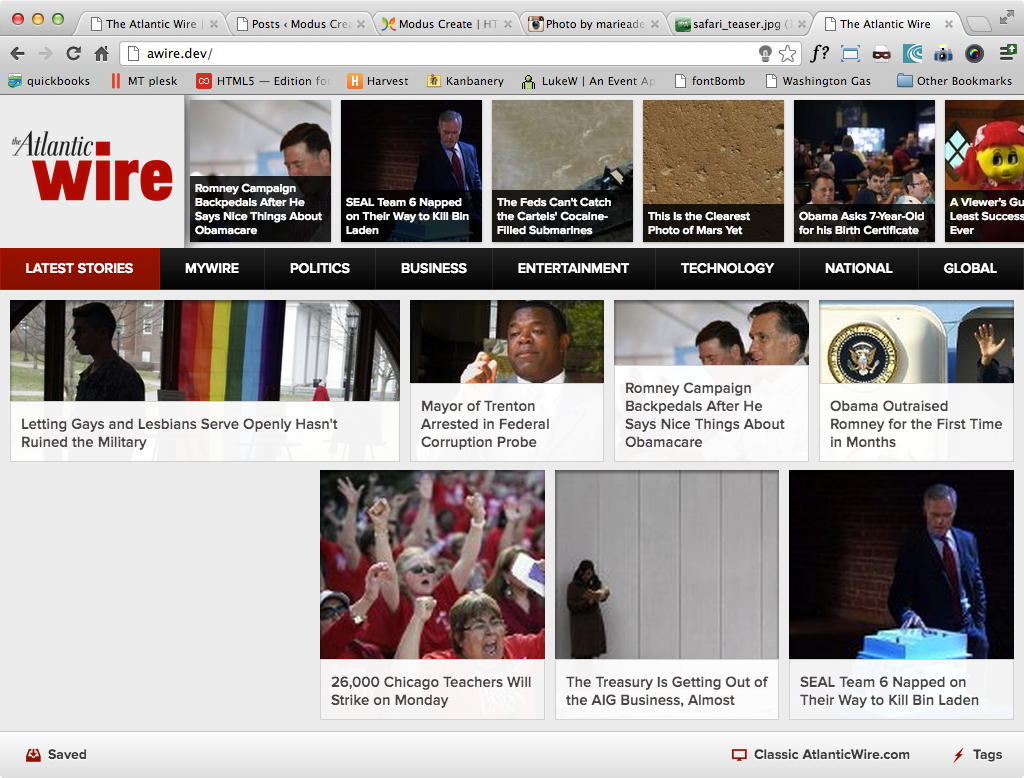 The Atlantic Wire |
Posts ‹ Modus Crea
Modus Create | HT
Photo by marieade
safari_teaser.jpg (1
The Atlantic Wire
awire.dev/
f?
quickbooks
MT plesk
HTML5 — Edition for
Harvest
Kanbanery
LukeW | An Event Ap
fontBomb
Washington Gas
Other Bookmarks
the Atlantic
wire
Romney Campaign
Backpedals After He
Says Nice Things About
Obamacare
SEAL Team 6 Napped
on Their Way to Kill Bin
Laden
The Feds Can't Catch
the Cartels' Cocaine-
Filled Submarines
This Is the Clearest
Photo of Mars Yet
Obama Asks 7-Year-Old
for his Birth Certificate
A Viewer's Gu
Least Success
Ever
LATEST STORIES
MYWIRE
POLITICS
BUSINESS
ENTERTAINMENT
TECHNOLOGY
NATIONAL
GLOBAL
Letting Gays and Lesbians Serve Openly Hasn't
Ruined the Military
Mayor of Trenton
Arrested in Federal
Corruption Probe
Romney Campaign
Backpedals After He
Says Nice Things About
Obamacare
Obama Outraised
Romney for the First Time
in Months
26,000 Chicago Teachers Will
Strike on Monday
The Treasury Is Getting Out of
the AIG Business, Almost
SEAL Team 6 Napped on
Their Way to Kill Bin Laden
Saved
Classic AtlanticWire.com
Tags